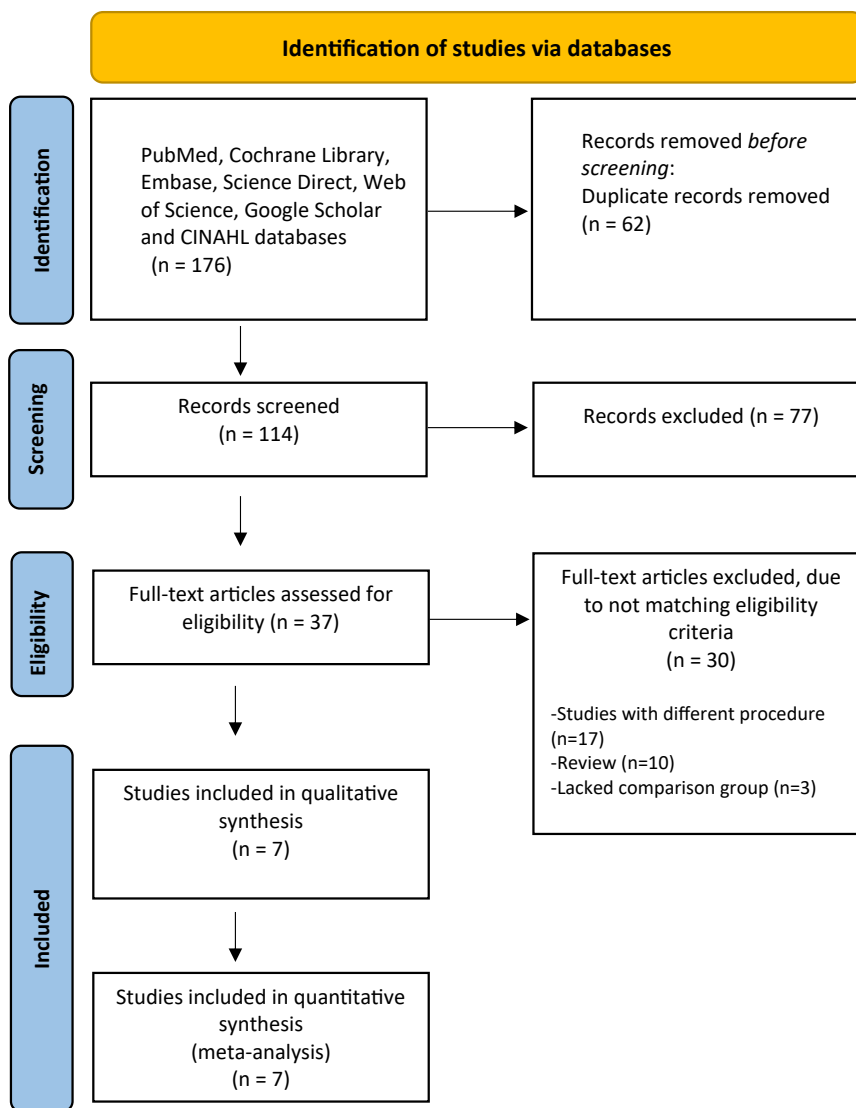 Identification of studies via databases
Identification
PubMed, Cochrane Library,
Embase, Science Direct, Web
of Science, Google Scholar
and CINAHL databases
(n = 176)
Records removed before
screening:
Duplicate records removed
(n = 62)
Screening
Records screened
(n = 114)
Records excluded (n = 77)
Eligibility
Full-text articles assessed for
eligibility (n = 37)
Full-text articles excluded, due
to not matching eligibility
criteria
(n = 30)
-Studies with different procedure
(n=17)
-Review (n=10)
-Lacked comparison group (n=3)
Included
Studies included in qualitative
synthesis
(n = 7)
Studies included in quantitative
synthesis
(meta-analysis)
(n = 7)